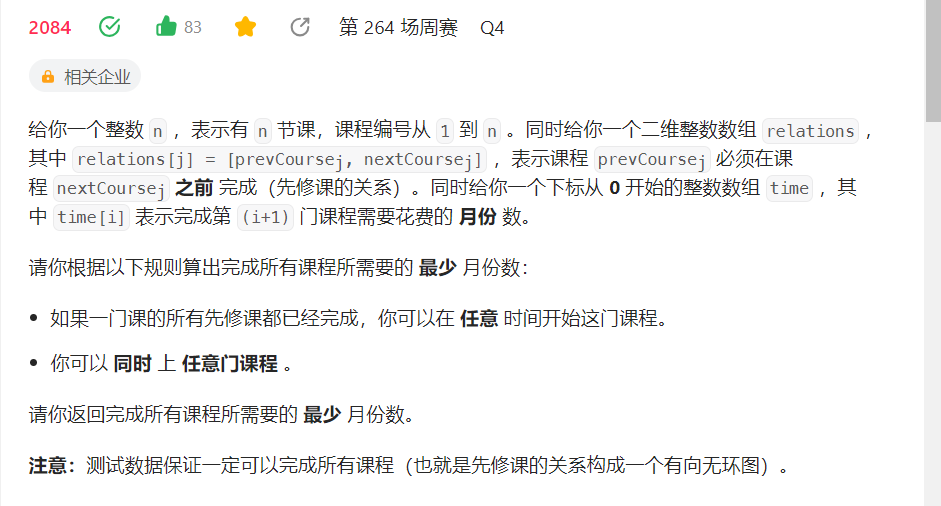 2084 83 第 264 场周赛 Q4
相关企业
给你一个整数 n ，表示有 n 节课，课程编号从 1 到 n 。同时给你一个二维整数数组 relations ，
其中 relations[j] = [prevCoursej, nextCoursej] ，表示课程 prevCoursej 必须在课
程 nextCoursej 之前 完成（先修课的关系）。同时给你一个下标从 0 开始的整数数组 time ，其
中 time[i] 表示完成第 (i+1) 门课程需要花费的 月份 数。
请你根据以下规则算出完成所有课程所需要的 最少 月份数：
• 如果一门课的所有先修课都已经完成，你可以在 任意 时间开始这门课程。
• 你可以 同时 上 任意门课程 。
请你返回完成所有课程所需要的 最少 月份数。
注意：测试数据保证一定可以完成所有课程（也就是先修课的关系构成一个有向无环图）。